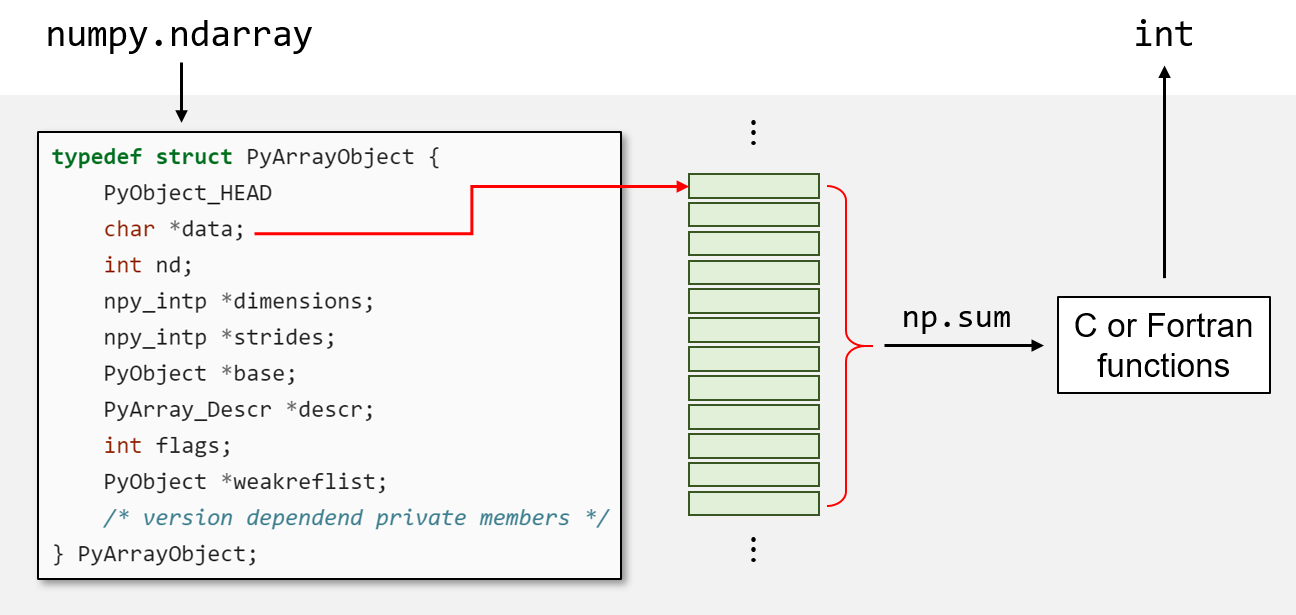 numpy.ndarray
int
typedef struct PyArrayObject {
    PyObject_HEAD
    char *data;
    int nd;
    npy_intp *dimensions;
    npy_intp *strides;
    PyObject *base;
    PyArray_Descr *descr;
    int flags;
    PyObject *weakreflist;
    /* version dependend private members */
} PyArrayObject;
np.sum
C or Fortran
functions